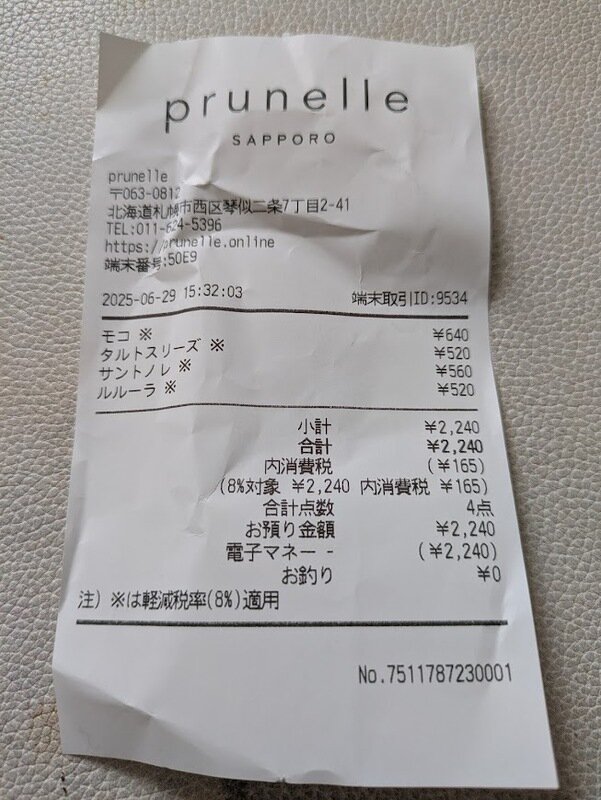 prunelle
SAPPORO
prunelle
〒063-0812
北海道札幌市西区琴似二条7丁目2-41
TEL:011-624-5396
https://prunelle.online
端末番号:50E9
2025-06-29 15:32:03 端末取引ID:9534
モコ ※ ¥640
タルトスリーズ ※ ¥520
サントノレ ※ ¥560
ルルーラ ※ ¥520
小計 ¥2,240
合計 ¥2,240
内消費税 (¥165)
(8%対象 ¥2,240 内消費税 ¥165)
合計点数 4点
お預り金額 ¥2,240
電子マネー - (¥2,240)
お釣り ¥0
注) ※は軽減税率(8%)適用
No.7511787230001